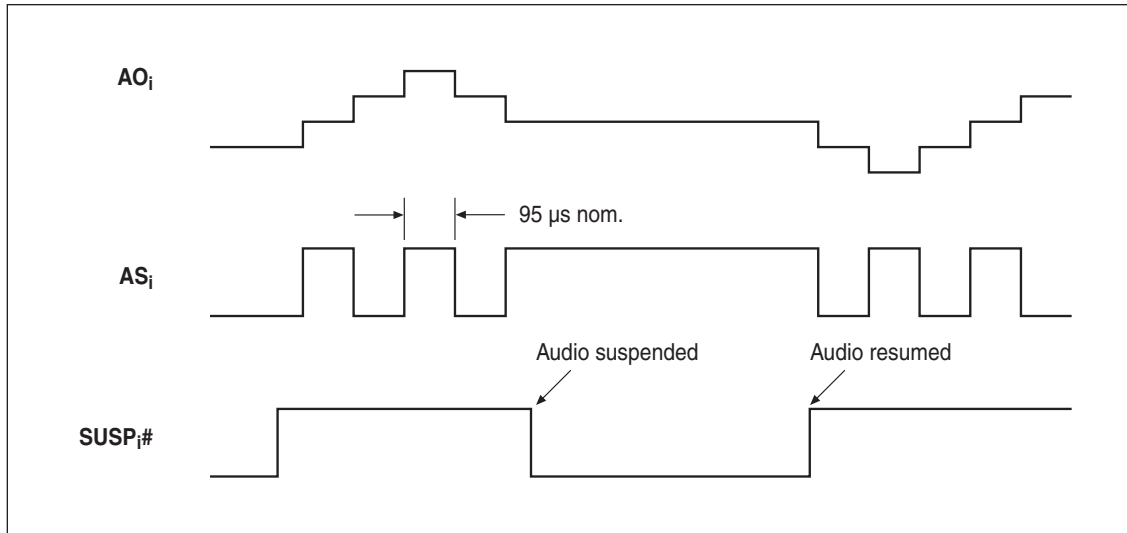 AOi
95 µs nom.
ASi
Audio suspended
Audio resumed
SUSPi#